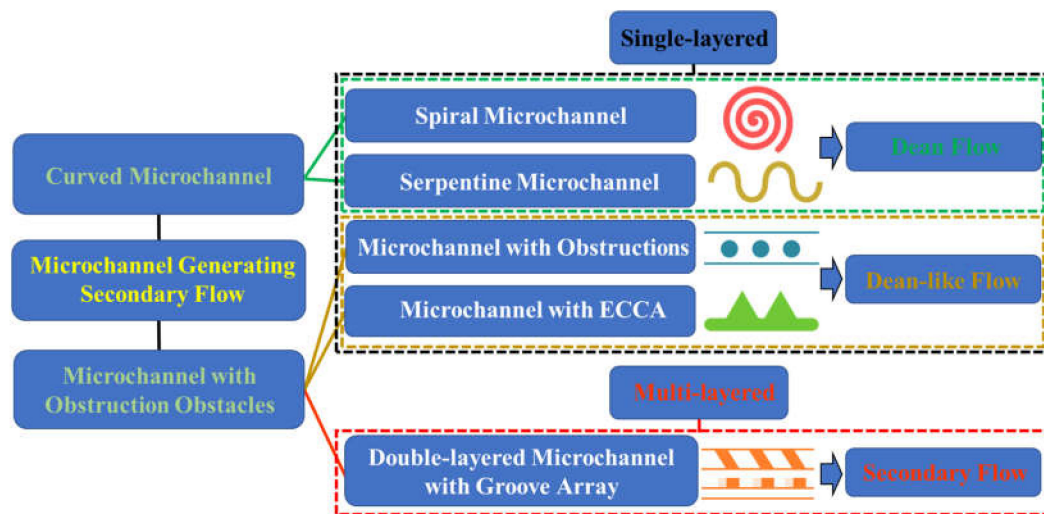 Single-layered
Spiral Microchannel
Dean Flow
Curved Microchannel
Serpentine Microchannel
Microchannel with Obstructions
Microchannel Generating
Secondary Flow
Dean-like Flow
Microchannel with ECCA
Microchannel with
Obstruction Obstacles
Multi-layered
Double-layered Microchannel
with Groove Array
Secondary Flow